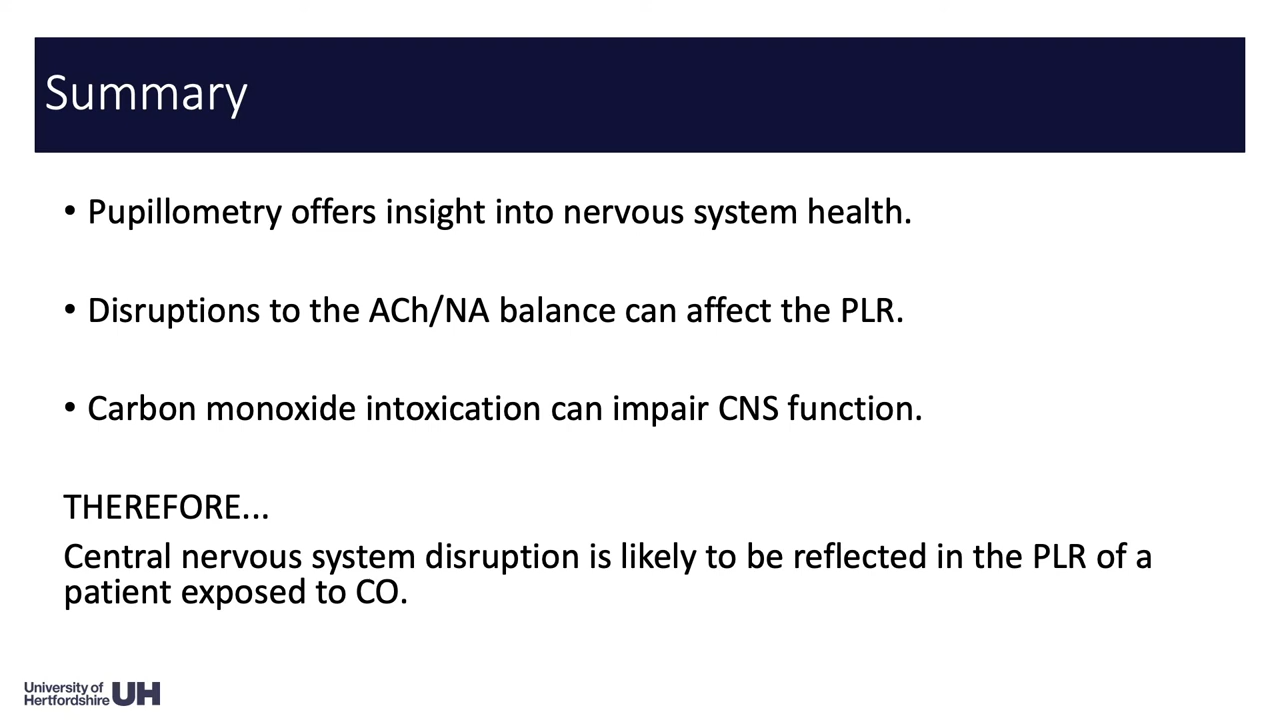 Summary
• Pupillometry offers insight into nervous system health.
• Disruptions to the ACh/NA balance can affect the PLR.
• Carbon monoxide intoxication can impair CNS function.
THEREFORE...
Central nervous system disruption is likely to be reflected in the PLR of a
patient exposed to CO.
University of
Hertfordshire UH